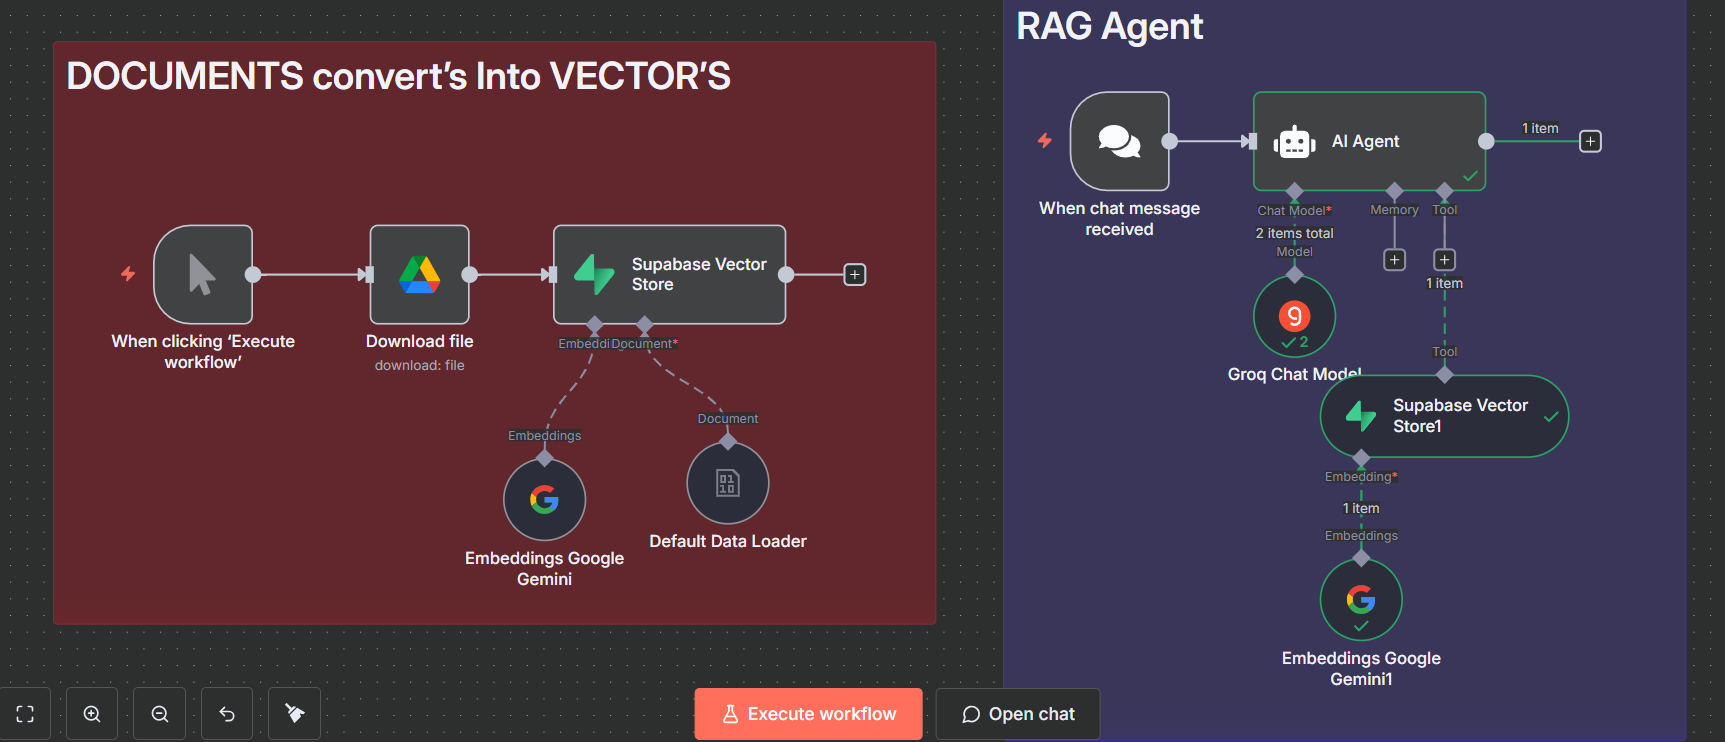 DOCUMENTS convert's Into VECTOR'S
When clicking 'Execute
workflow'
Download file
download: file
Supabase Vector
Store
Embeddi
Document*
Embeddings
Document
Embeddings Google
Gemini
Default Data Loader
RAG Agent
When chat message
received
AI Agent
1 item
Chat Model*
Memory
Tool
2 items total
Model
1 item
2
Groq Chat Model
Tool
Supabase Vector
Store1
Embedding*
1 item
Embeddings
Embeddings Google
Gemini1
Execute workflow
Open chat